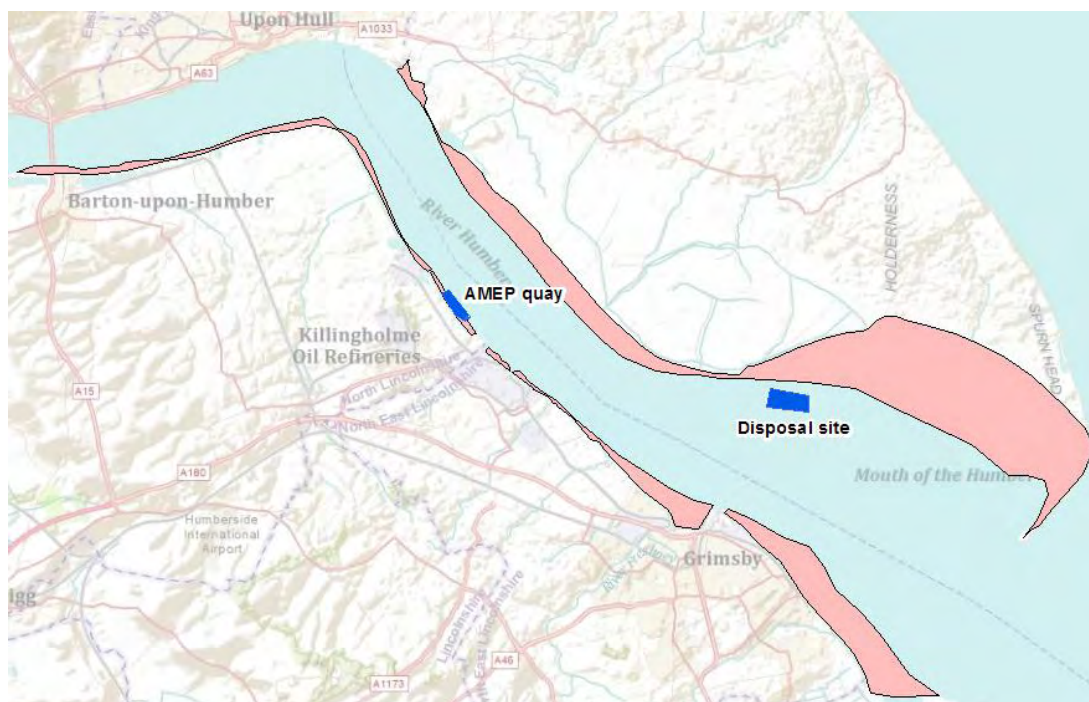 Upon Hull
A1033
A63
Barton-upon-Humber
River Humber
HOLDERNESS
SPURN HEAD
AMEP quay
Killingholme
Oil Refineries
North Lincolnshire
North East Lincolnshire
A15
Disposal site
Mouth of the Humber
A180
Humberside
International
Airport
Grimsby
Lincolnshire
North East Lincolnshire
A46
A1173